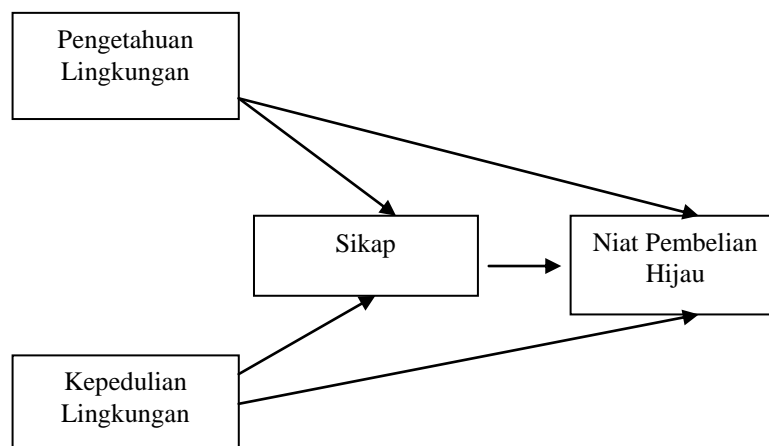 Pengetahuan
Lingkungan
Sikap
Niat Pembelian
Hijau
Kepedulian
Lingkungan